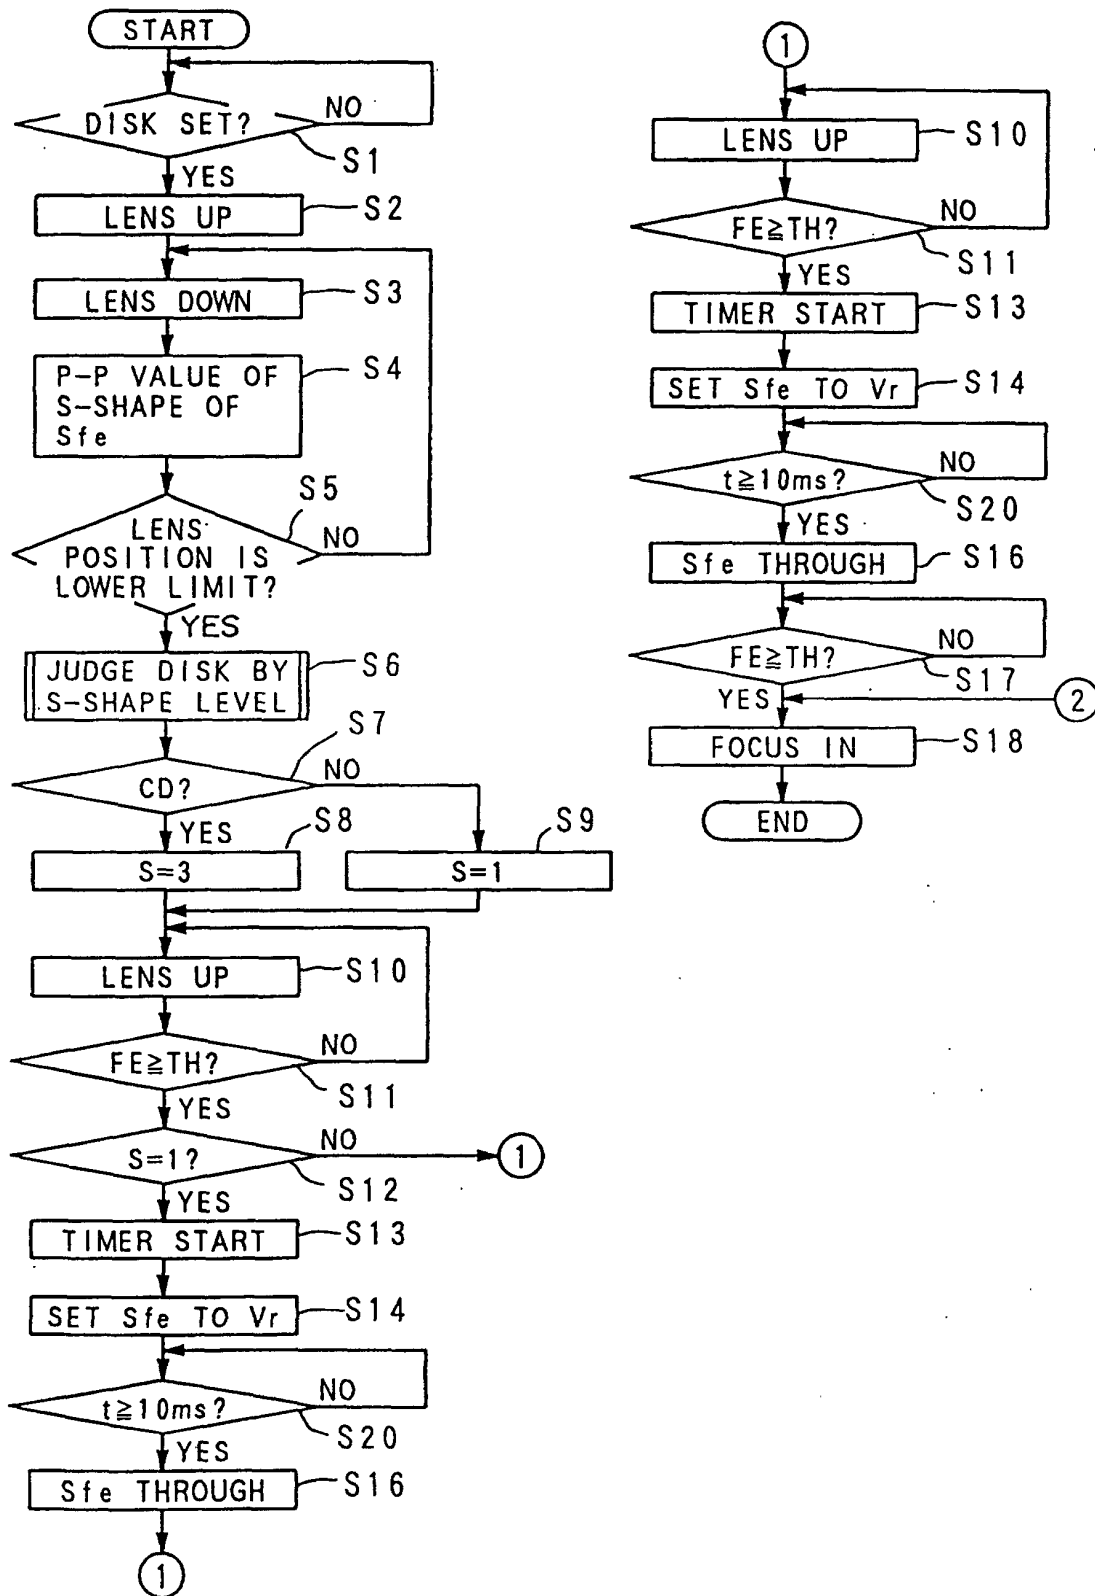 START
DISK SET?
NO
S1
YES
LENS UP
S2
LENS DOWN
S3
P-P VALUE OF
S-SHAPE OF
Sfe
S4
S5
LENS
POSITION IS
LOWER LIMIT?
NO
YES
JUDGE DISK BY
S-SHAPE LEVEL
S6
S7
CD?
NO
YES
S8
S=3
S9
S=1
LENS UP
S10
FE≧TH?
NO
S11
YES
S=1?
NO
1
S12
YES
TIMER START
S13
SET Sfe TO Vr
S14
t≧10ms?
NO
S20
YES
Sfe THROUGH
S16
1
1
LENS UP
S10
FE≧TH?
NO
S11
YES
TIMER START
S13
SET Sfe TO Vr
S14
t≧10ms?
NO
S20
YES
Sfe THROUGH
S16
FE≧TH?
NO
S17
YES
2
FOCUS IN
S18
END